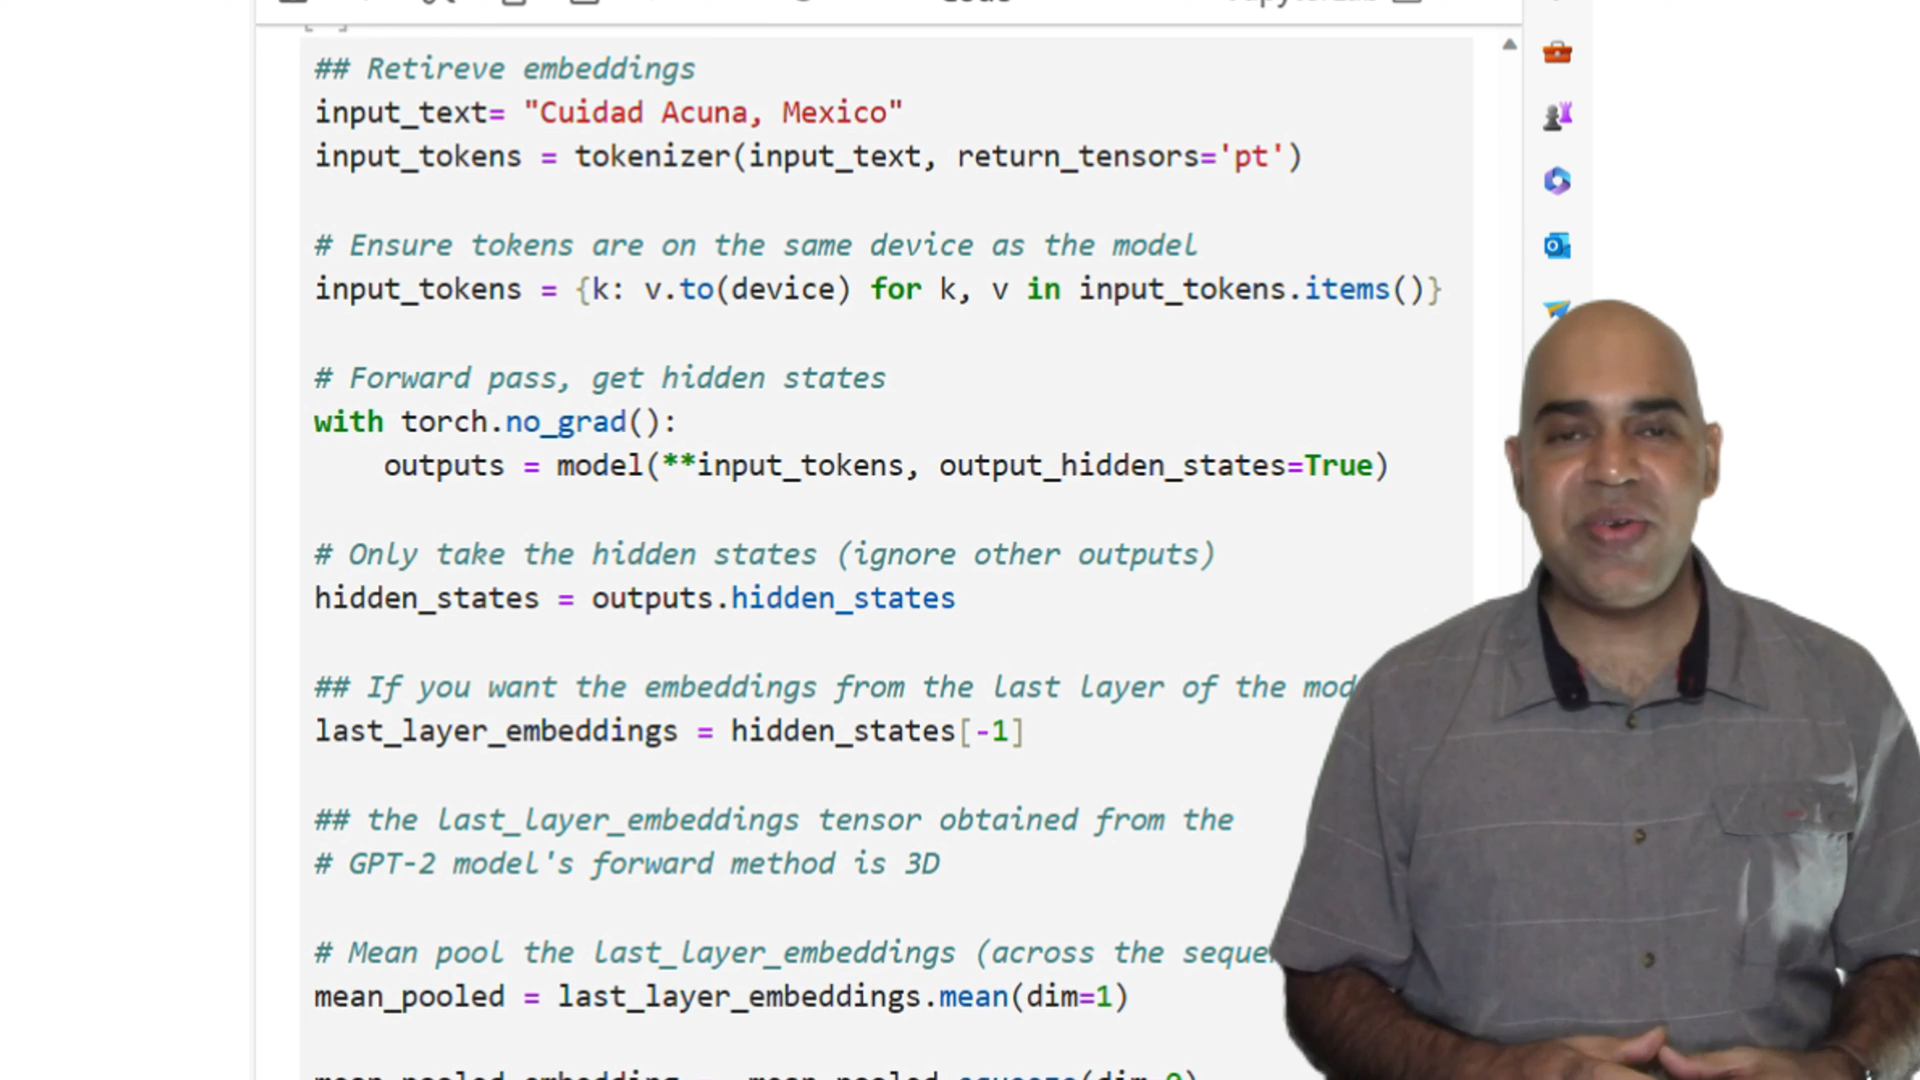 ## Retireve embeddings
input_text= "Cuidad Acuna, Mexico"
input_tokens = tokenizer(input_text, return_tensors='pt')
# Ensure tokens are on the same device as the model
input_tokens = {k: v.to(device) for k, v in input_tokens.items()}
# Forward pass, get hidden states
with torch.no_grad():
outputs = model(**input_tokens, output_hidden_states=True)
# Only take the hidden states (ignore other outputs)
hidden_states = outputs.hidden_states
## If you want the embeddings from the last layer of the
last_layer_embeddings = hidden_states[-1]
## the last_layer_embeddings tensor obtained from the
# GPT-2 model's forward method is 3D
# Mean pool the last_layer_embeddings (across the
mean_pooled = last_layer_embeddings.mean(dim=1)